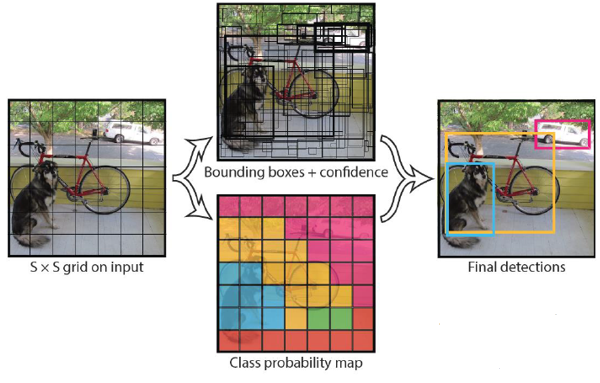 Bounding boxes + confidence
S × S grid on input
Final detections
Class probability map